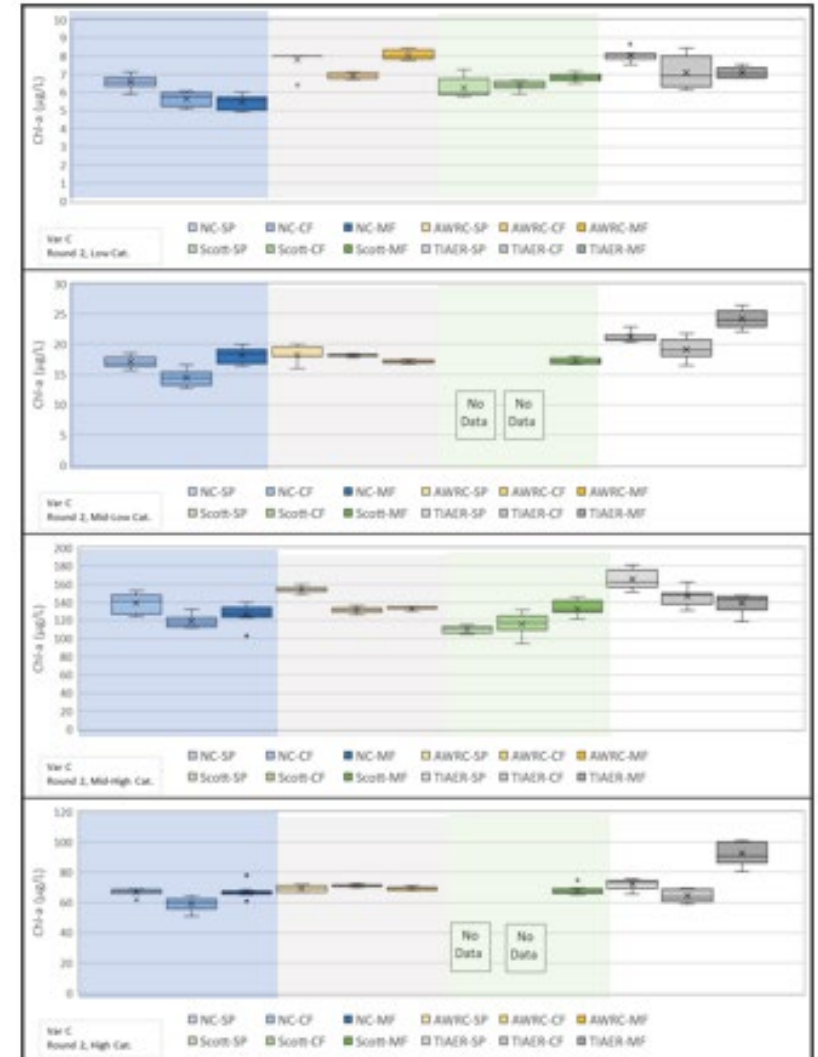 10
9
8
7
6
5
4
3
2
1
0
Chl-a (µg/L)
Var C
Round 2, Low Cat.
NC-SP NC-CF NC-MF AWRC-SP AWRC-CF AWRC-MF
Scott-SP Scott-CF Scott-MF TIAER-SP TIAER-CF TIAER-MF
30
25
20
15
10
5
0
Chl-a (µg/L)
No Data
No Data
Var C
Round 2, Mid-Low Cat.
NC-SP NC-CF NC-MF AWRC-SP AWRC-CF AWRC-MF
Scott-SP Scott-CF Scott-MF TIAER-SP TIAER-CF TIAER-MF
200
180
160
140
120
100
80
60
40
20
0
Chl-a (µg/L)
Var C
Round 2, Mid-High Cat.
NC-SP NC-CF NC-MF AWRC-SP AWRC-CF AWRC-MF
Scott-SP Scott-CF Scott-MF TIAER-SP TIAER-CF TIAER-MF
120
100
80
60
40
20
0
Chl-a (µg/L)
No Data
No Data
Var C
Round 2, High Cat.
NC-SP NC-CF NC-MF AWRC-SP AWRC-CF AWRC-MF
Scott-SP Scott-CF Scott-MF TIAER-SP TIAER-CF TIAER-MF